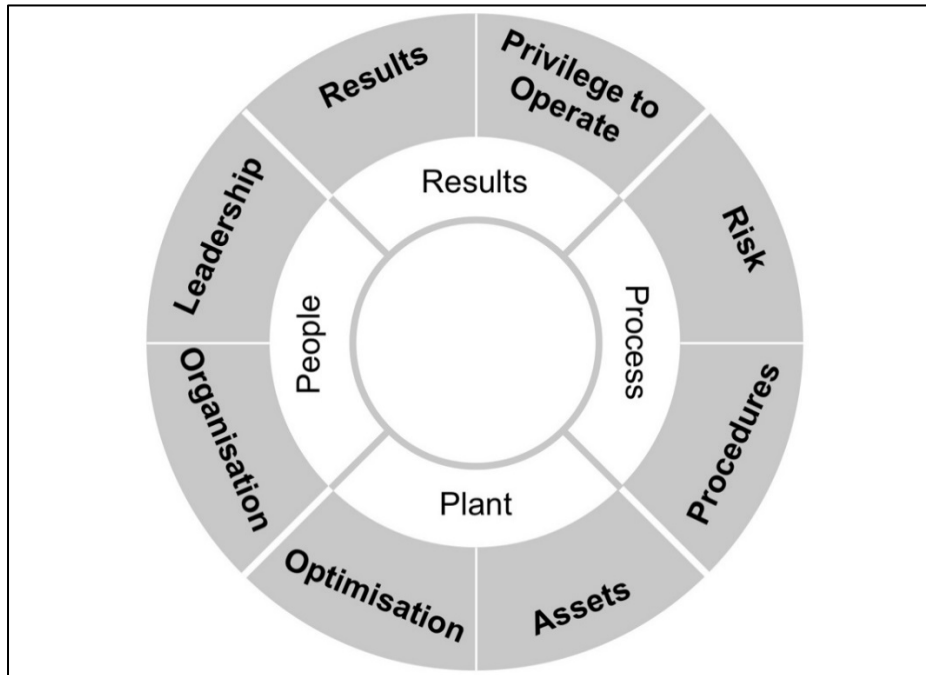 Results
Privilege to
Operate
Risk
Procedures
Assets
Optimisation
Organisation
Leadership
Results
Process
Plant
People